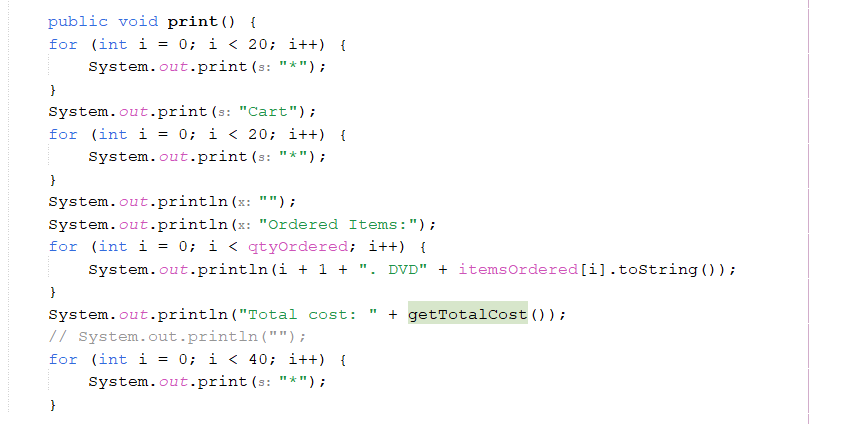 public void print() {
for (int i = 0; i < 20; i++) {
    System.out.print(s: "*");
}
System.out.print(s: "Cart");
for (int i = 0; i < 20; i++) {
    System.out.print(s: "*");
}
System.out.println(x: "");
System.out.println(x: "Ordered Items:");
for (int i = 0; i < qtyOrdered; i++) {
    System.out.println(i + 1 + ". DVD" + itemsOrdered[i].toString());
}
System.out.println("Total cost: " + getTotalCost());
// System.out.println("");
for (int i = 0; i < 40; i++) {
    System.out.print(s: "*");
}